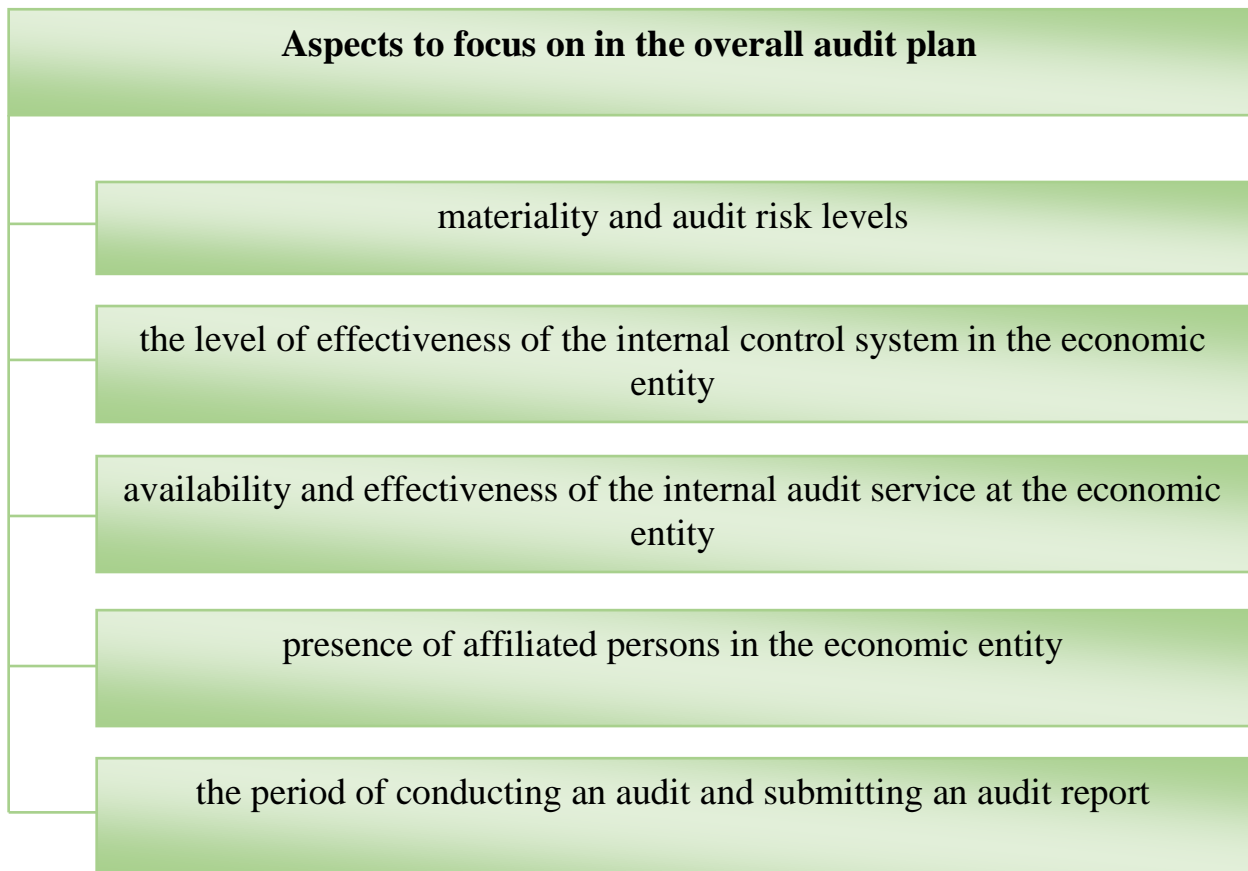 Aspects to focus on in the overall audit plan
materiality and audit risk levels
the level of effectiveness of the internal control system in the economic
entity
availability and effectiveness of the internal audit service at the economic
entity
presence of affiliated persons in the economic entity
the period of conducting an audit and submitting an audit report